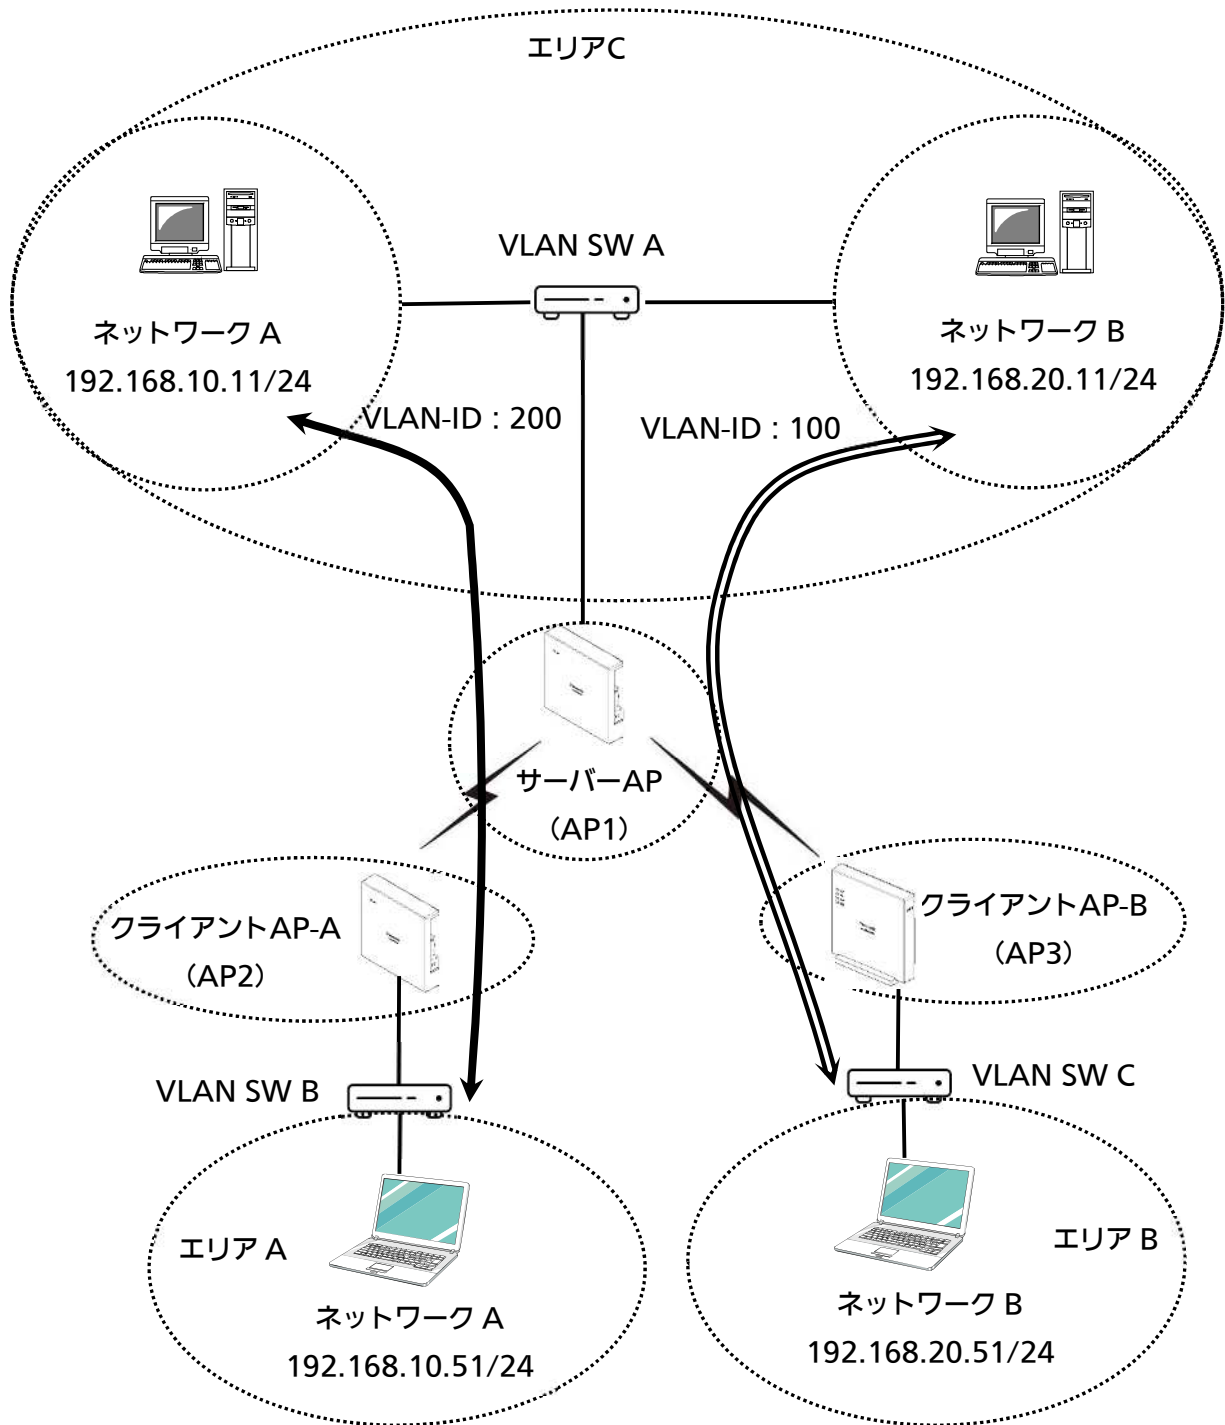 エリアC
VLAN SW A
ネットワーク A
192.168.10.11/24
ネットワーク B
192.168.20.11/24
VLAN-ID : 200
VLAN-ID : 100
サーバーAP
（AP1）
クライアントAP-A
（AP2）
クライアントAP-B
（AP3）
VLAN SW B
VLAN SW C
エリア A
ネットワーク A
192.168.10.51/24
エリア B
ネットワーク B
192.168.20.51/24